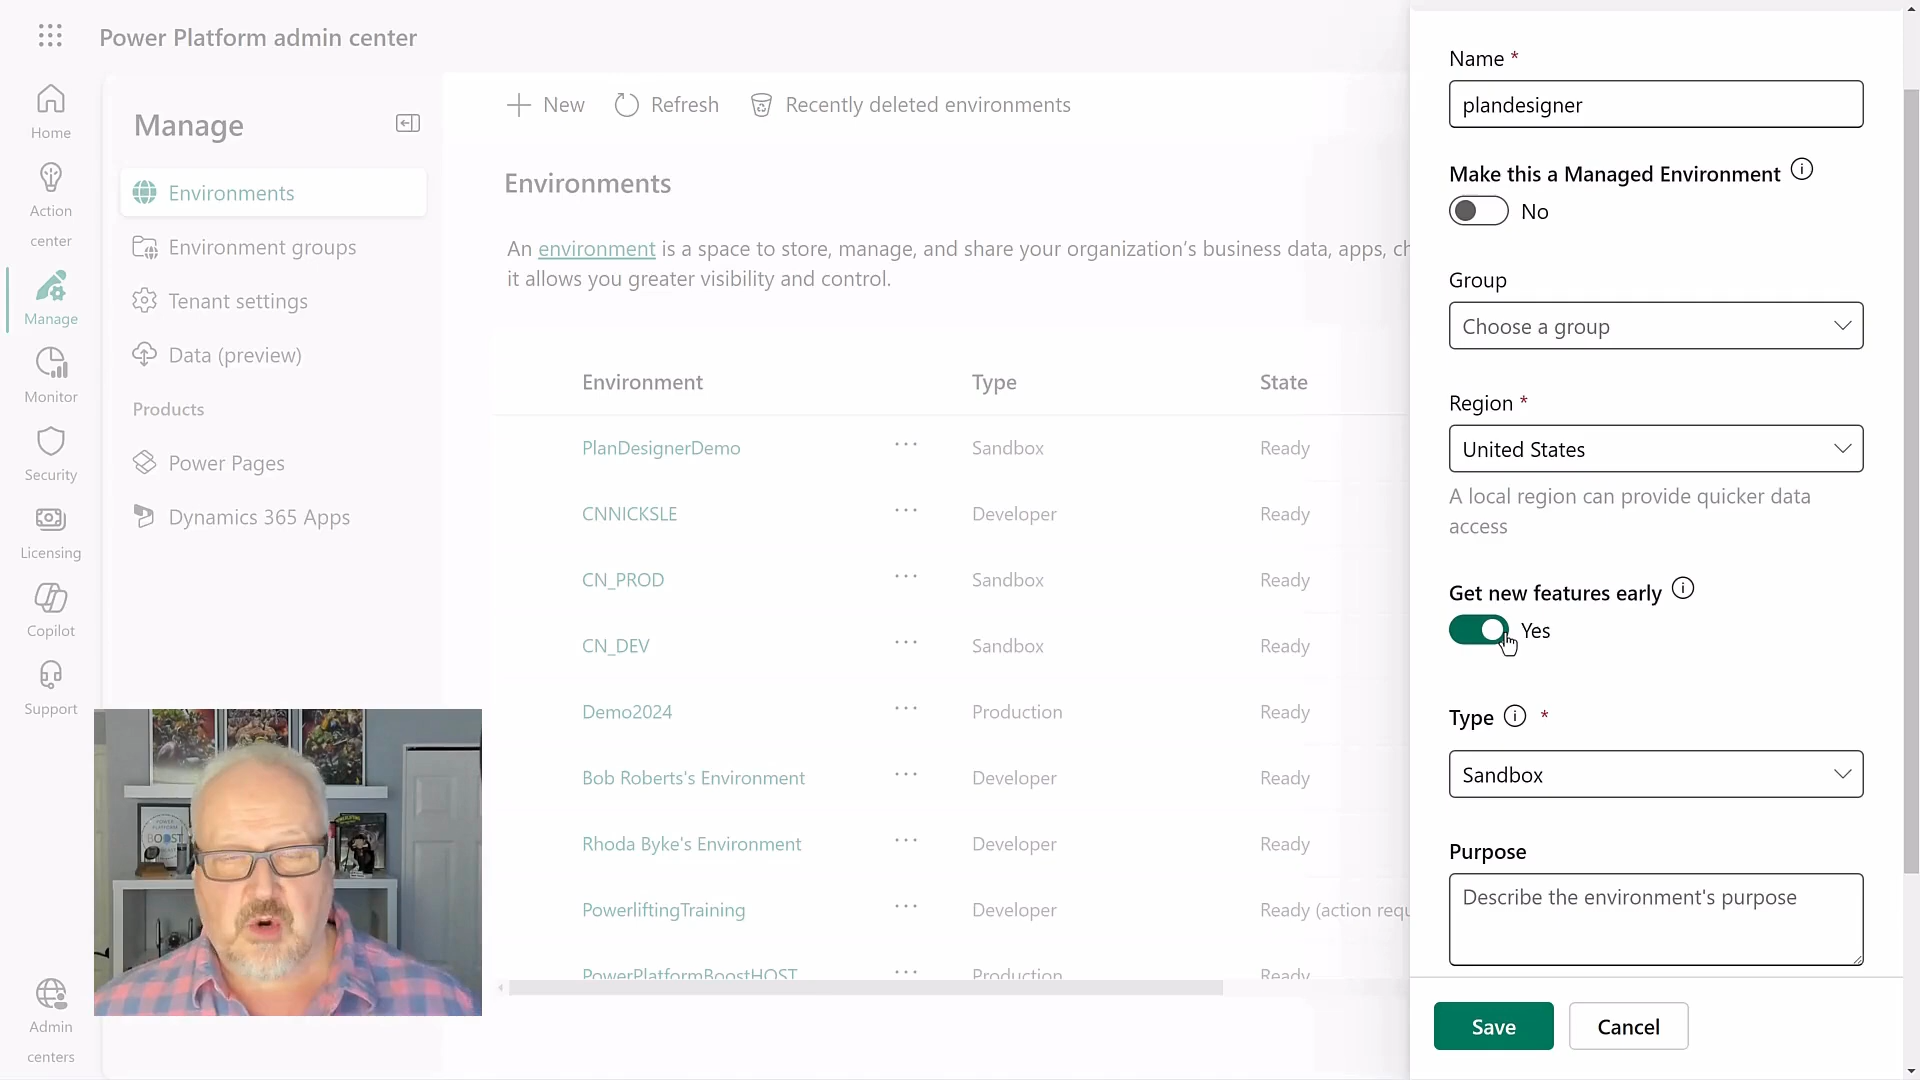 Power Platform admin center
Home
Action
center
Manage
Monitor
Security
Licensing
Copilot
Support
Admin
centers
Manage
Environments
Environment groups
Tenant settings
Data (preview)
Products
Power Pages
Dynamics 365 Apps
New
Refresh
Recently deleted environments
Environments
An environment is a space to store, manage, and share your organization's business data, apps, ch
it allows you greater visibility and control.
Environment Type State
PlanDesignerDemo ... Sandbox Ready
CNNICKSLE ... Developer Ready
CN_PROD ... Sandbox Ready
CN_DEV ... Sandbox Ready
Demo2024 ... Production Ready
Bob Roberts's Environment ... Developer Ready
Rhoda Byke's Environment ... Developer Ready
PowerliftingTraining ... Developer Ready (action requ
PowerPlatformBoostHOST ... Production Ready
POWER
PLATFORM
BOOST
Name *
plandesigner
Make this a Managed Environment
No
Group
Choose a group
Region *
United States
A local region can provide quicker data
access
Get new features early
Yes
Type *
Sandbox
Purpose
Describe the environment's purpose
Save
Cancel